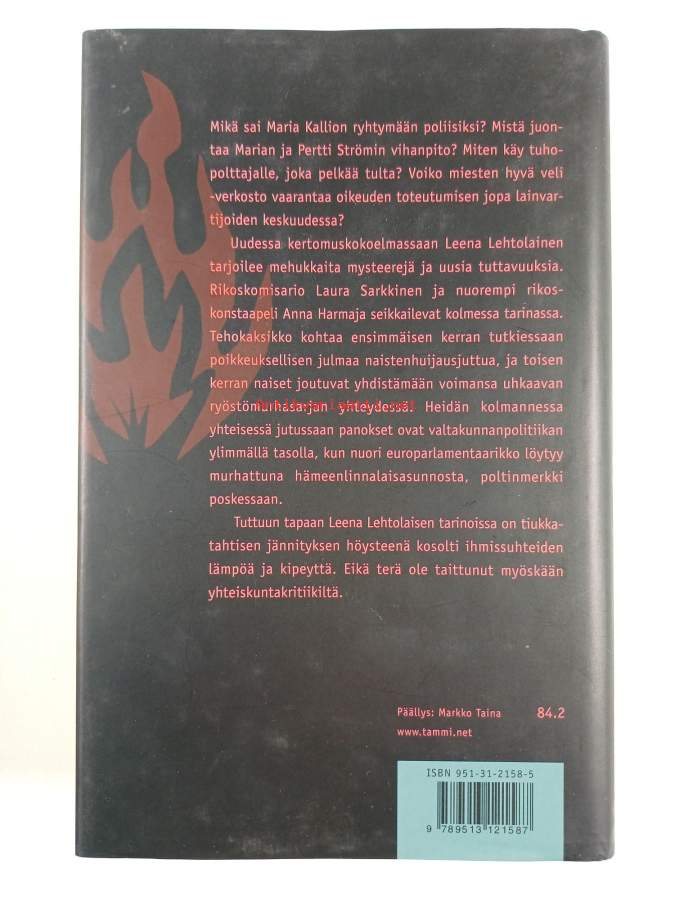 Mikä sai Maria Kallion ryhtymään poliisiksi? Mistä juon-
taa Marian ja Pertti Strömin vihanpito? Miten käy tuho-
polttajalle, joka pelkää tulta? Voiko miesten hyvä veli
-verkosto vaarantaa oikeuden toteutumisen jopa lainvar-
tijoiden keskuudessa?
Uudessa kertomuskokoelmassaan Leena Lehtolainen
tarjoilee mehukkaita mysteerejä ja uusia tuttavuuksia.
Rikoskomisario Laura Sarkkinen ja nuorempi rikos-
konstaapeli Anna Harmaja seikkailevat kolmessa tarinassa.
Tehokaksikko kohtaa ensimmäisen kerran tutkiessaan
poikkeuksellisen julmaa naistenhuijausjuttua, ja toisen
kerran naiset joutuvat yhdistämään voimansa uhkaavan
ryöstömurhasarjan yhteydessä. Heidän kolmannessa
yhteisessä jutussaan panokset ovat valtakunnanpolitiikan
ylimmällä tasolla, kun nuori europarlamentaarikko löytyy
murhattuna hämeenlinnalaisasunnosta, poltinmerkki
poskessaan.
Tuttuun tapaan Leena Lehtolaisen tarinoissa on tiukka-
tahtisen jännityksen höysteenä kosolti ihmissuhteiden
lämpöä ja kipeyttä. Eikä terä ole taittunut myöskään
yhteiskuntakritiikiltä.
Päällys: Markko Taina 84.2
www.tammi.net
ISBN 951-31-2158-5
9 789513 121587